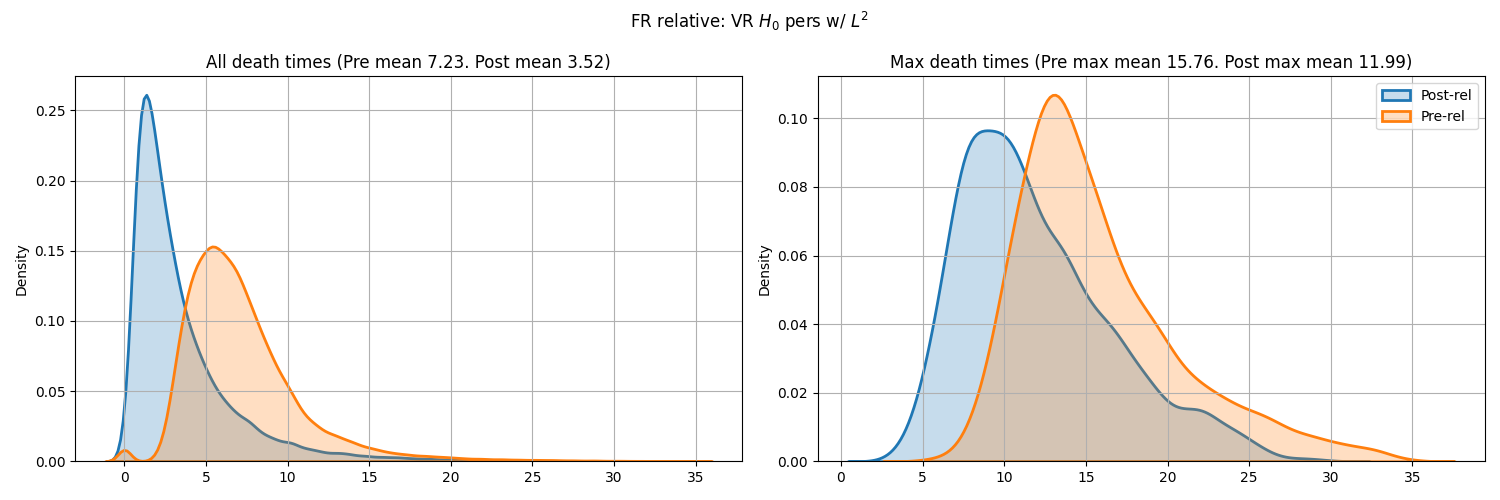 FR relative: VR H₀ pers w/ L²
All death times (Pre mean 7.23. Post mean 3.52)
Density
0.25
0.20
0.15
0.10
0.05
0.00
0 5 10 15 20 25 30 35
Max death times (Pre max mean 15.76. Post max mean 11.99)
Post-rel
Pre-rel
Density
0.10
0.08
0.06
0.04
0.02
0.00
0 5 10 15 20 25 30 35